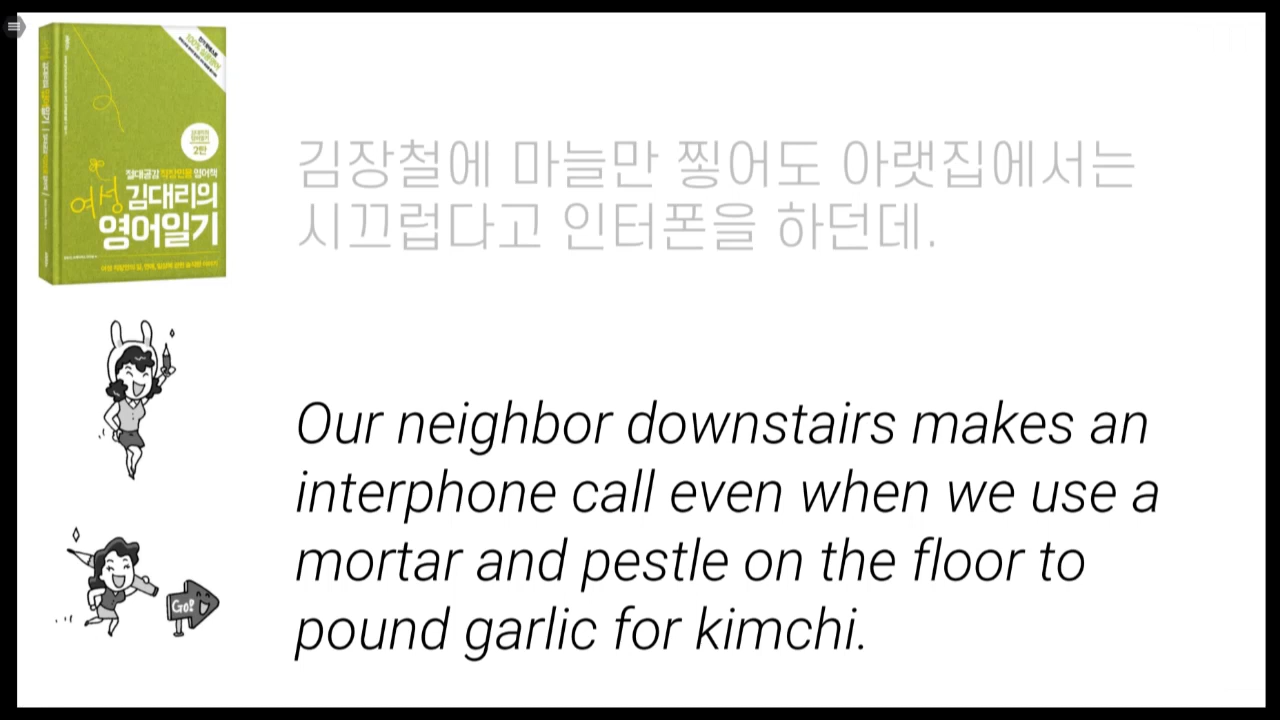 2탄
절대공감 직장인용 영어책
여성 김대리의
영어일기
김장철에 마늘만 찧어도 아랫집에서는
시끄럽다고 인터폰을 하던데.
Our neighbor downstairs makes an
interphone call even when we use a
mortar and pestle on the floor to
pound garlic for kimchi.
Go!